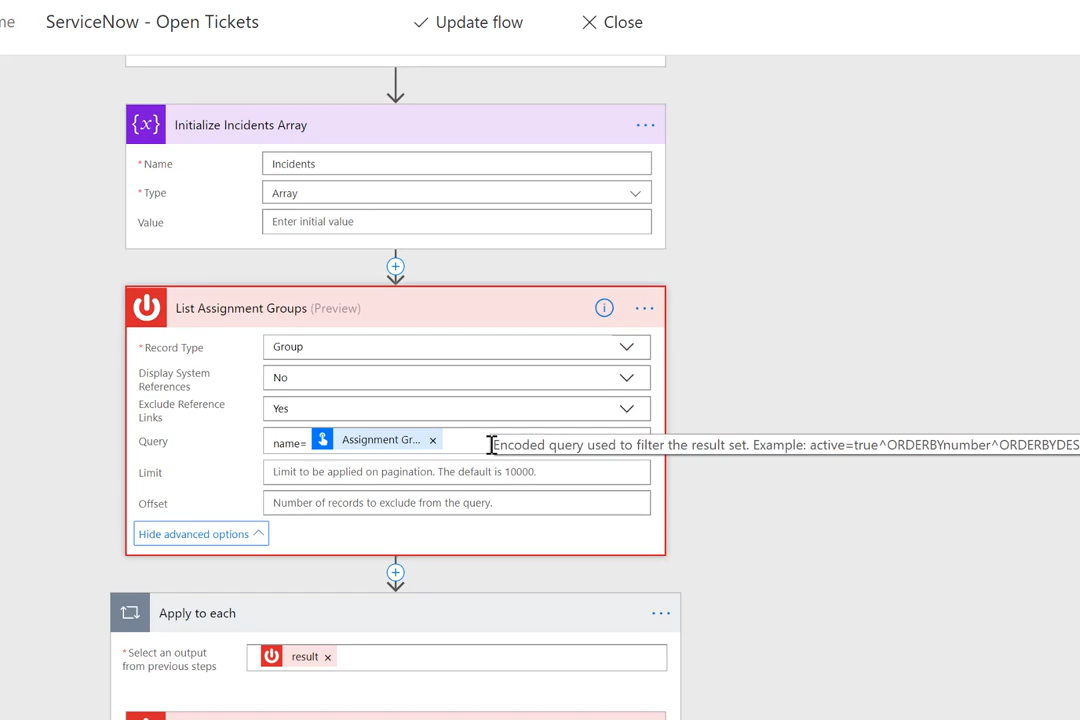 me ServiceNow - Open Tickets Update flow Close
{x} Initialize Incidents Array ...
* Name Incidents
* Type Array
Value Enter initial value
List Assignment Groups (Preview) i ...
* Record Type Group
Display System
References No
Exclude Reference
Links Yes
Query name= Assignment Gr... × Encoded query used to filter the result set. Example: active=true^ORDERBYnumber^ORDERBYDES
Limit Limit to be applied on pagination. The default is 10000.
Offset Number of records to exclude from the query.
Hide advanced options
Apply to each ...
* Select an output
from previous steps result ×